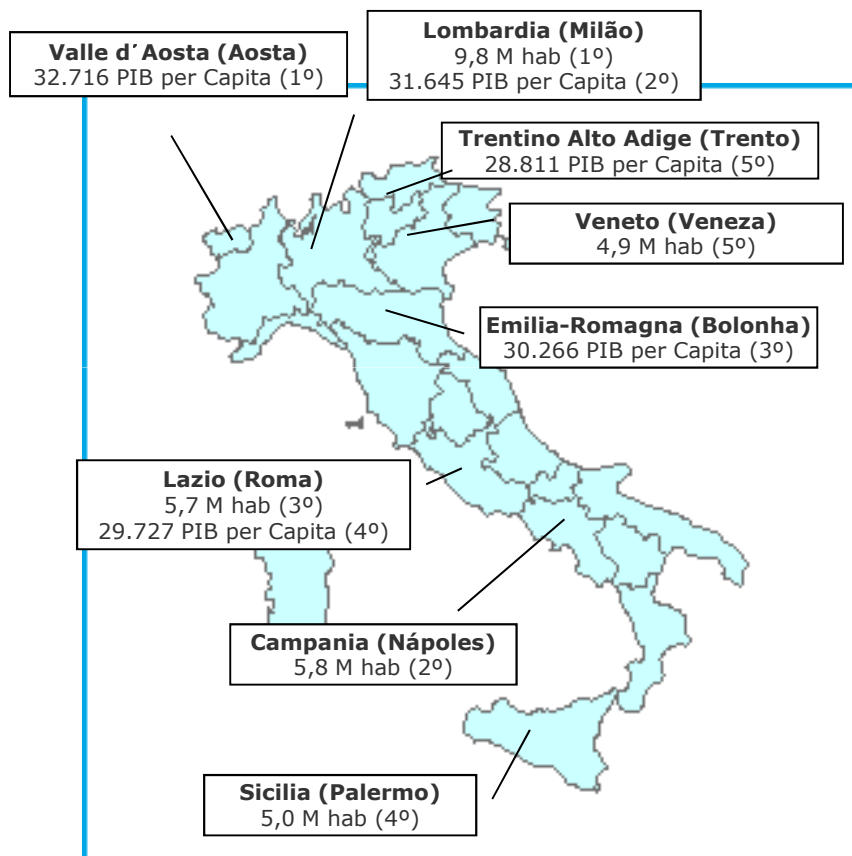 Valle d´Aosta (Aosta)
32.716 PIB per Capita (1º)
Lombardia (Milão)
9,8 M hab (1º)
31.645 PIB per Capita (2º)
Trentino Alto Adige (Trento)
28.811 PIB per Capita (5º)
Veneto (Veneza)
4,9 M hab (5º)
Emilia-Romagna (Bolonha)
30.266 PIB per Capita (3º)
Lazio (Roma)
5,7 M hab (3º)
29.727 PIB per Capita (4º)
Campania (Nápoles)
5,8 M hab (2º)
Sicilia (Palermo)
5,0 M hab (4º)